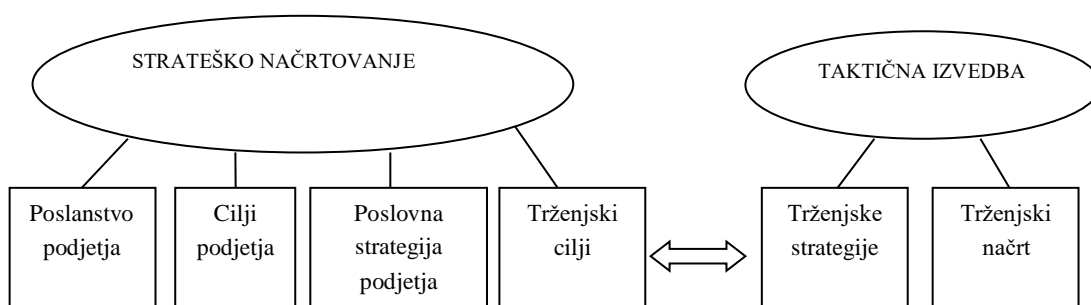 STRATEŠKO NAČRTOVANJE
TAKTIČNA IZVEDBA
Poslanstvo
podjetja
Cilji
podjetja
Poslovna
strategija
podjetja
Trženjski
cilji
Trženjske
strategije
Trženjski
načrt